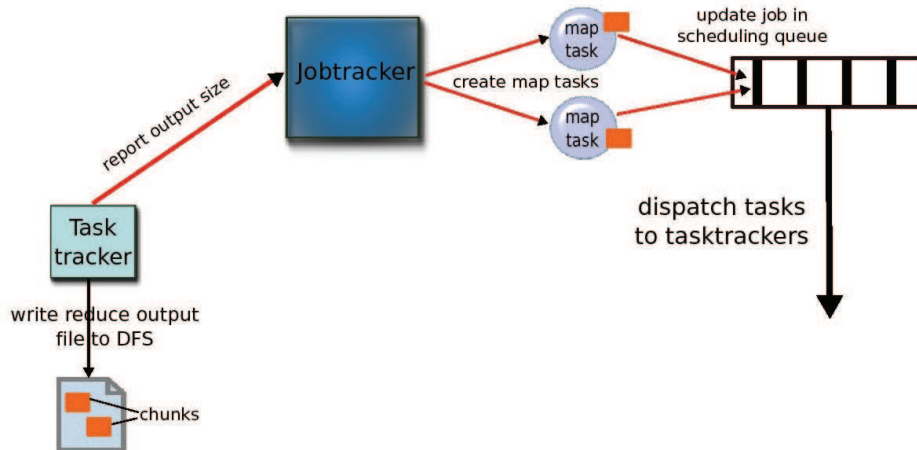 update job in
scheduling queue
map
task
Jobtracker
create map tasks
map
task
report output size
dispatch tasks
to tasktrackers
Task
tracker
write reduce output
file to DFS
chunks